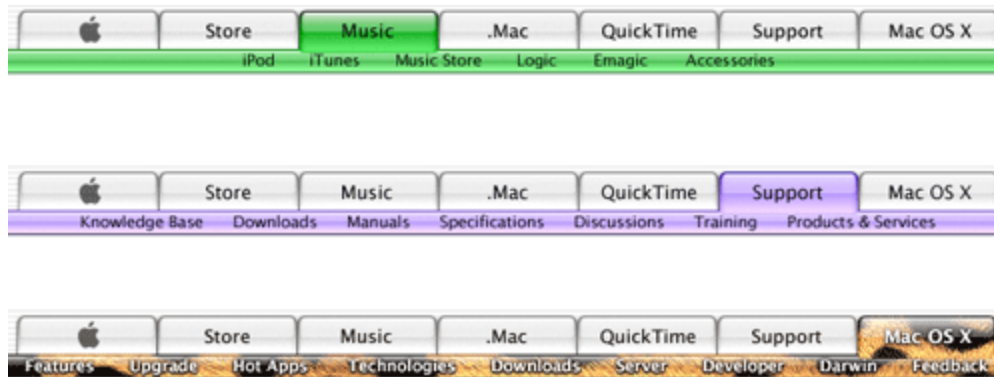 Store Music .Mac QuickTime Support Mac OS X
iPod iTunes Music Store Logic Emagic Accessories
Store Music .Mac QuickTime Support Mac OS X
Knowledge Base Downloads Manuals Specifications Discussions Training Products & Services
Store Music .Mac QuickTime Support Mac OS X
Features Upgrade Hot Apps Technologies Downloads Server Developer Darwin Feedback